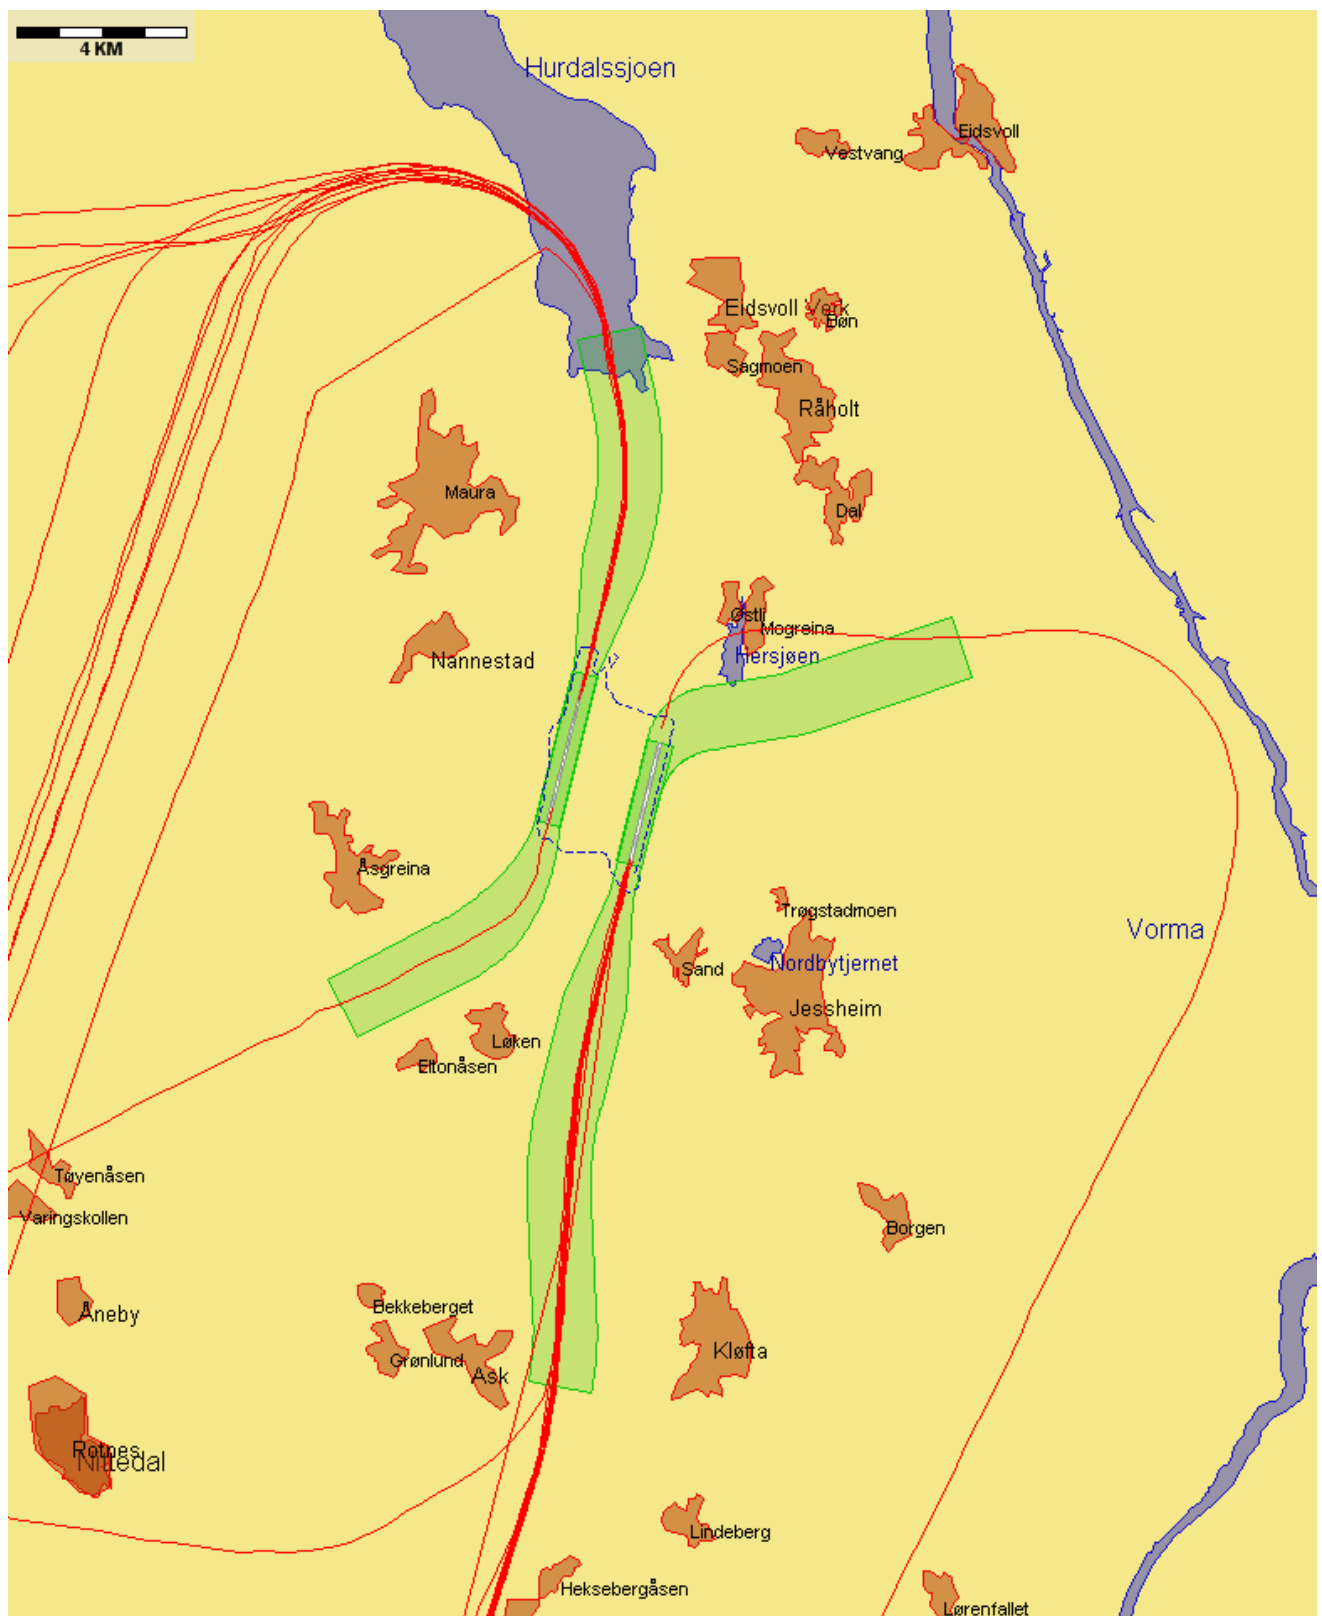 4 KM
Hurdalssjoen
Eidsvoll
Vestvang
Eidsvoll Verk
Bøn
Sagmoen
Råholt
Maura
Dal
Østli
Mogreina
Hersjøen
Nannestad
Åsgreina
Trøgstadmoen
Vorma
Nordbytjernet
Sand
Jessheim
Løken
Eltonåsen
Tøyenåsen
Varingskollen
Borgen
Bekkeberget
Åneby
Kløfta
Grønlund
Ask
Rotnes
Nittedal
Lindeberg
Heksebergåsen
Lørenfallet